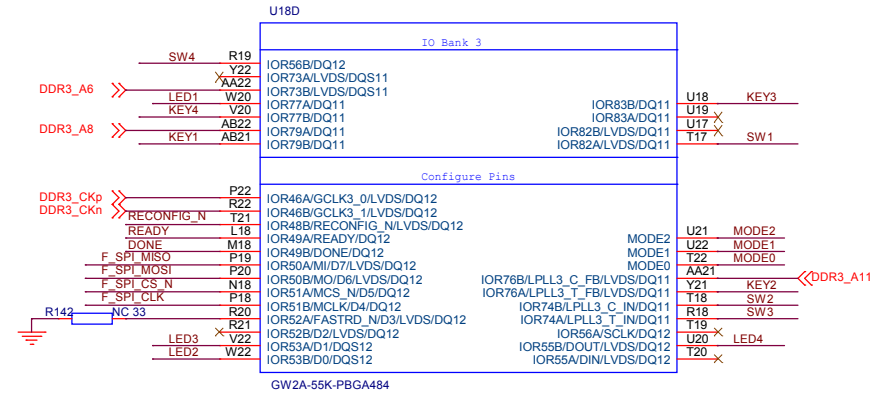 U18D
IO Bank 3
SW4 R19 IOR56B/DQ12
Y22 IOR73A/LVDS/DQS11
DDR3_A6 AA22 IOR73B/LVDS/DQS11
LED1 W20 IOR77A/DQ11 IOR83B/DQ11 U18 KEY3
KEY4 V20 IOR77B/DQ11 IOR83A/DQ11 U19
DDR3_A8 AB22 IOR79A/DQ11 IOR82B/LVDS/DQ11 U17
KEY1 AB21 IOR79B/DQ11 IOR82A/LVDS/DQ11 T17 SW1
Configure Pins
DDR3_CKp P22 IOR46A/GCLK3_0/LVDS/DQ12
DDR3_CKn R22 IOR46B/GCLK3_1/LVDS/DQ12
RECONFIG_N T21 IOR48B/RECONFIG_N/LVDS/DQ12
READY L18 IOR49A/READY/DQ12 MODE2 U21 MODE2
DONE M18 IOR49B/DONE/DQ12 MODE1 U22 MODE1
F_SPI_MISO P19 IOR50A/MI/D7/LVDS/DQ12 MODE0 T22 MODE0
F_SPI_MOSI P20 IOR50B/MO/D6/LVDS/DQ12 IOR76B/LPLL3_C_FB/LVDS/DQ11 AA21 DDR3_A11
F_SPI_CS_N N18 IOR51A/MCS_N/D5/DQ12 IOR76A/LPLL3_T_FB/LVDS/DQ11 Y21 KEY2
F_SPI_CLK P18 IOR51B/MCLK/D4/DQ12 IOR74B/LPLL3_C_IN/DQ11 T18 SW2
R142 NC 33 R20 IOR52A/FASTRD_N/D3/LVDS/DQ12 IOR74A/LPLL3_T_IN/DQ11 R18 SW3
R21 IOR52B/D2/LVDS/DQ12 IOR56A/SCLK/DQ12 T19
LED3 V22 IOR53A/D1/DQS12 IOR55B/DOUT/LVDS/DQ12 U20 LED4
LED2 W22 IOR53B/D0/DQS12 IOR55A/DIN/LVDS/DQ12 T20
GW2A-55K-PBGA484